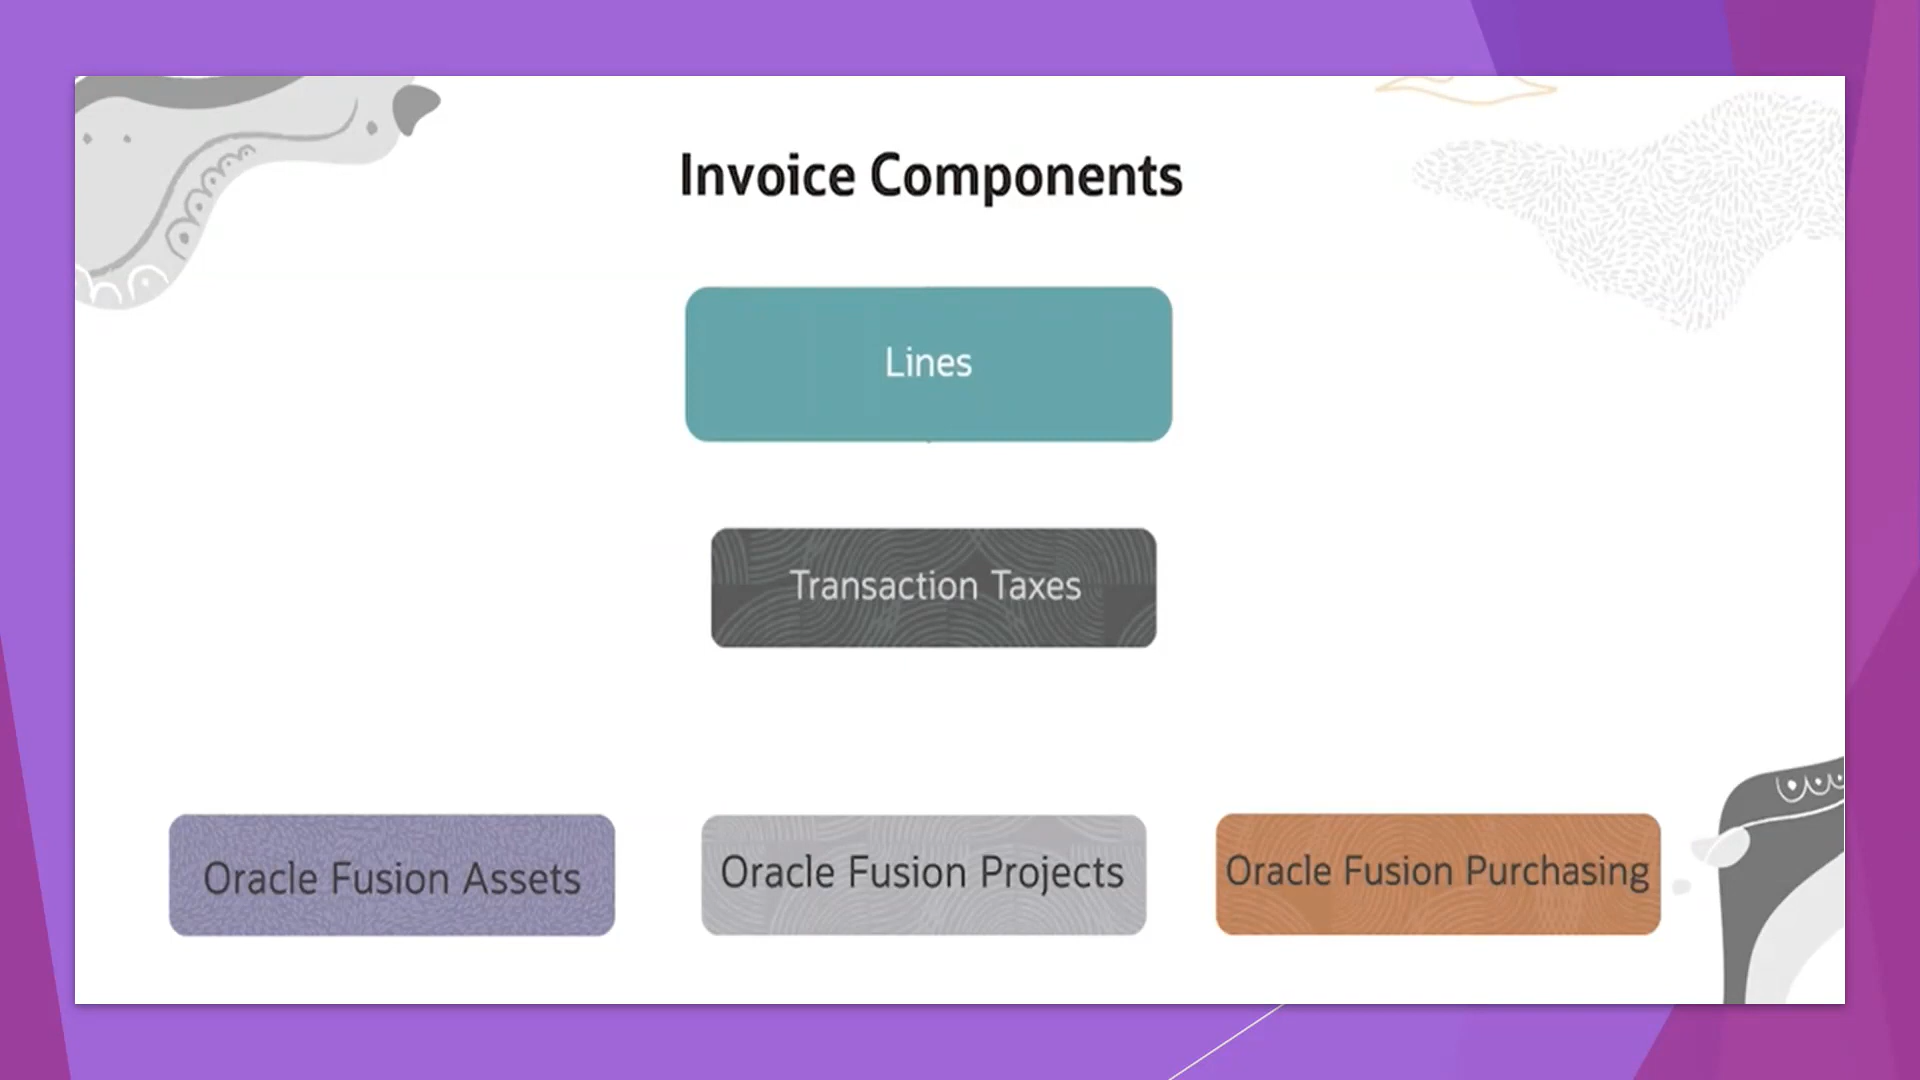 Invoice Components
Lines
Transaction Taxes
Oracle Fusion Assets
Oracle Fusion Projects
Oracle Fusion Purchasing